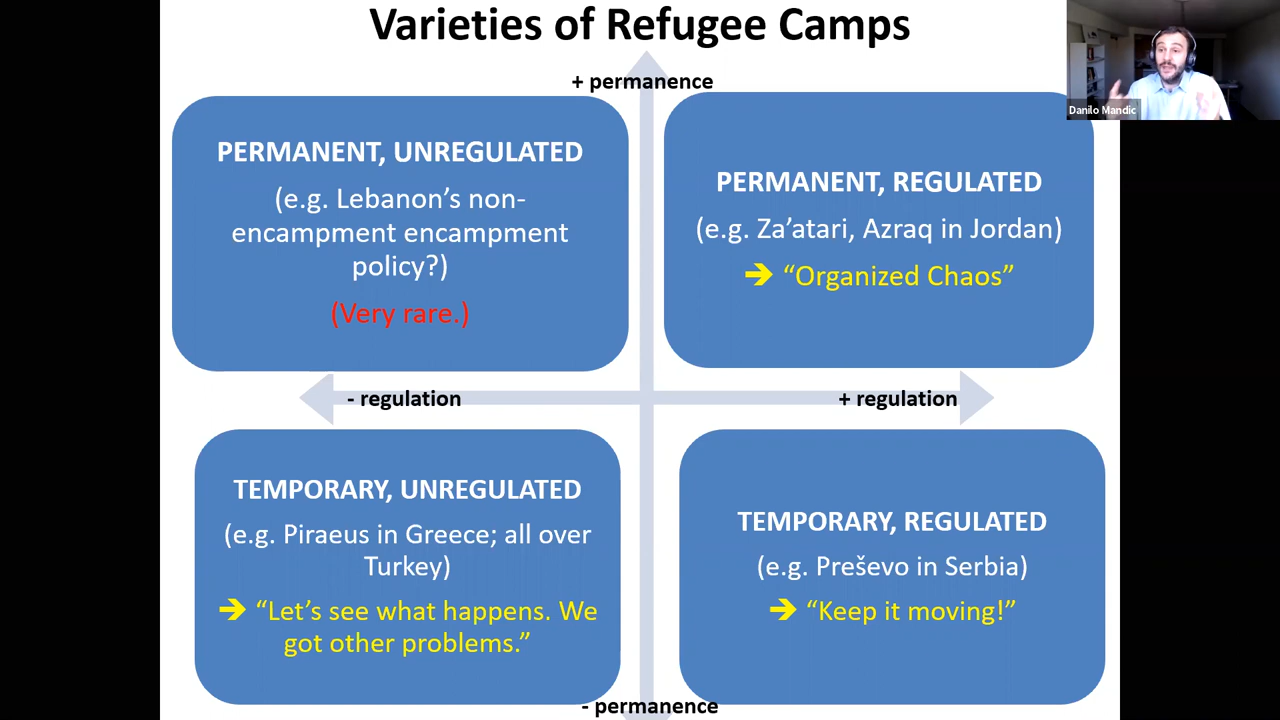 Varieties of Refugee Camps
+ permanence
Danilo Mandic
PERMANENT, UNREGULATED
(e.g. Lebanon’s non-
encampment encampment
policy?)
(Very rare.)
PERMANENT, REGULATED
(e.g. Za’atari, Azraq in Jordan)
➔ “Organized Chaos”
- regulation
+ regulation
TEMPORARY, UNREGULATED
(e.g. Piraeus in Greece; all over
Turkey)
➔ “Let’s see what happens. We
got other problems.”
TEMPORARY, REGULATED
(e.g. Preševo in Serbia)
➔ “Keep it moving!”
- permanence